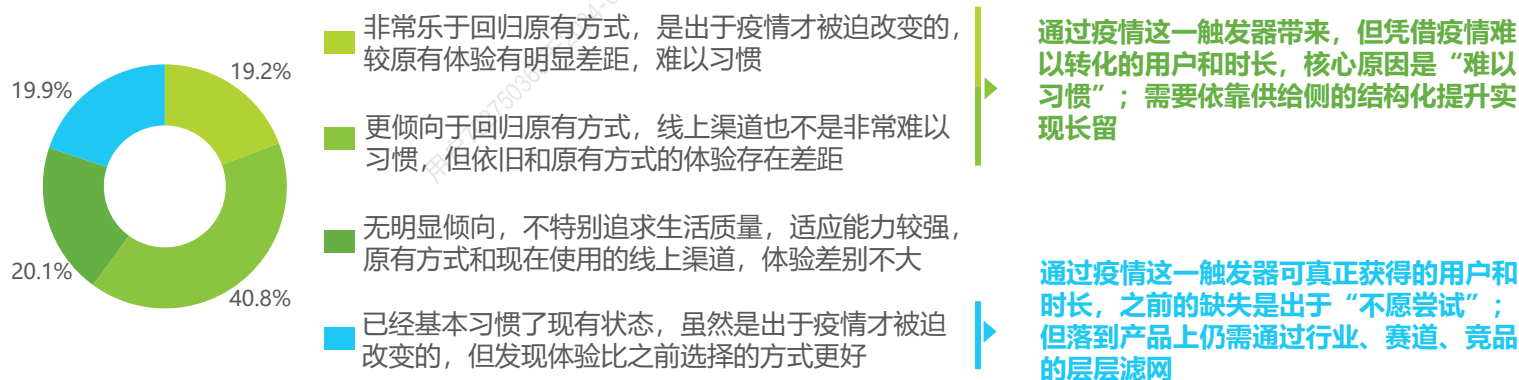 19.2%
19.9%
20.1%
40.8%
非常乐于回归原有方式，是出于疫情才被迫改变的，
较原有体验有明显差距，难以习惯
更倾向于回归原有方式，线上渠道也不是非常难以
习惯，但依旧和原有方式的体验存在差距
无明显倾向，不特别追求生活质量，适应能力较强，
原有方式和现在使用的线上渠道，体验差别不大
已经基本习惯了现有状态，虽然是出于疫情才被迫
改变的，但发现体验比之前选择的方式更好
通过疫情这一触发器带来，但凭借疫情难
以转化的用户和时长，核心原因是“难以
习惯”；需要依靠供给侧的结构化提升实
现长留
通过疫情这一触发器可真正获得的用户和
时长，之前的缺失是出于“不愿尝试”；
但落到产品上仍需通过行业、赛道、竞品
的层层滤网